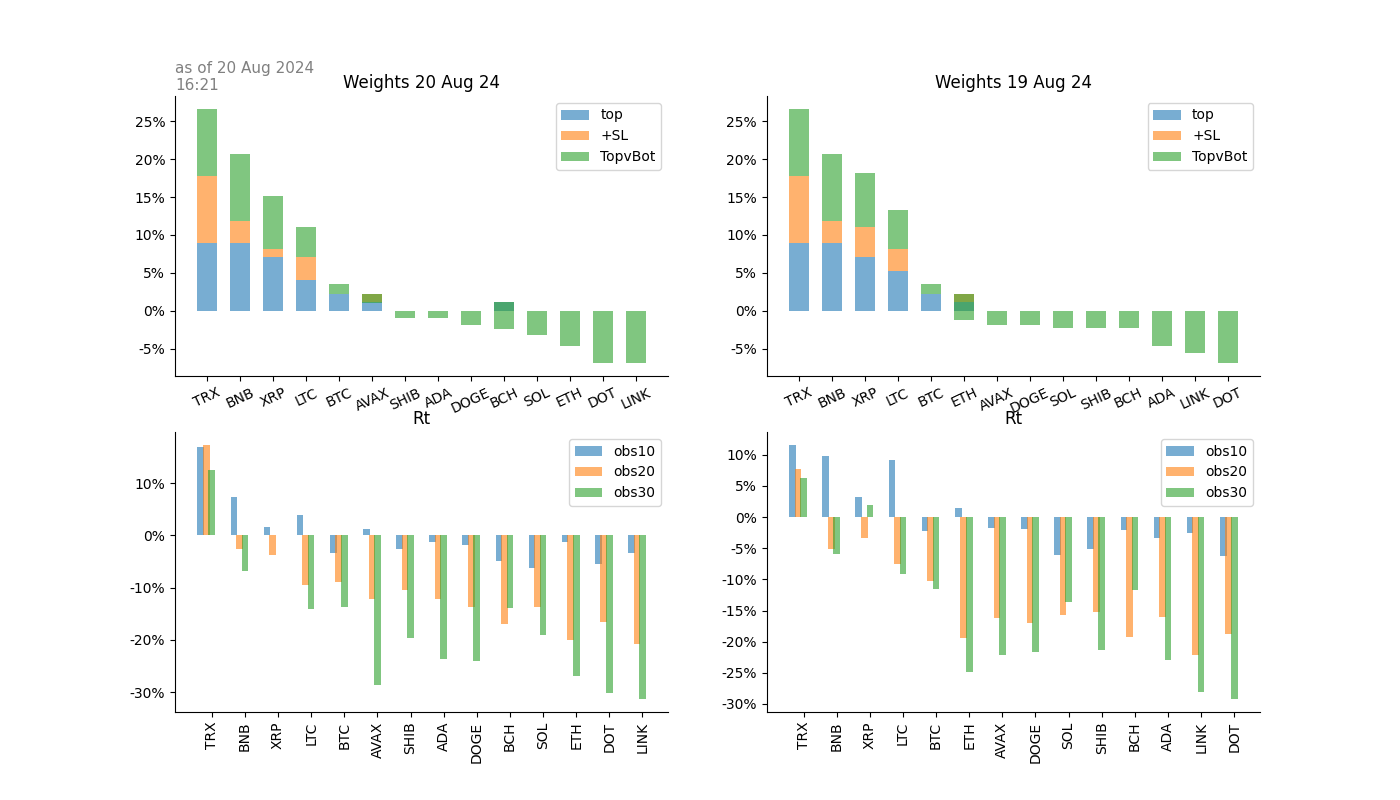 as of 20 Aug 2024
16:21
Weights 20 Aug 24
25%
20%
15%
10%
5%
0%
-5%
top
+SL
TopvBot
TRX BNB XRP LTC BTC AVAX SHIB ADA DOGE BCH SOL ETH DOT LINK
Weights 19 Aug 24
25%
20%
15%
10%
5%
0%
-5%
top
+SL
TopvBot
TRX BNB XRP LTC BTC ETH AVAX DOGE SOL SHIB BCH ADA LINK DOT
Rt
10%
0%
-10%
-20%
-30%
obs10
obs20
obs30
TRX BNB XRP LTC BTC AVAX SHIB ADA DOGE BCH SOL ETH DOT LINK
Rt
10%
5%
0%
-5%
-10%
-15%
-20%
-25%
-30%
obs10
obs20
obs30
TRX BNB XRP LTC BTC ETH AVAX DOGE SOL SHIB BCH ADA LINK DOT